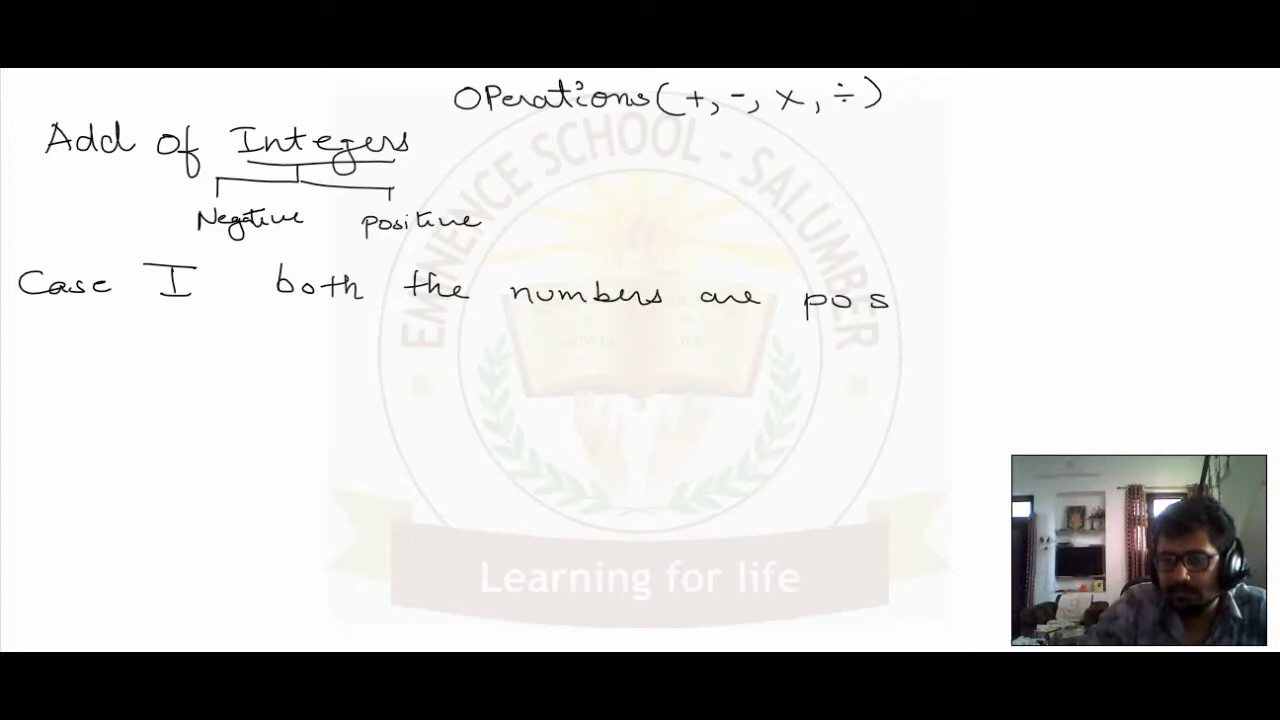 Operations (+, -, ×, ÷)
Add of Integers
Negative positive
Case I both the numbers are pos
EMINENCE SCHOOL - SALUMBER
Learning for life